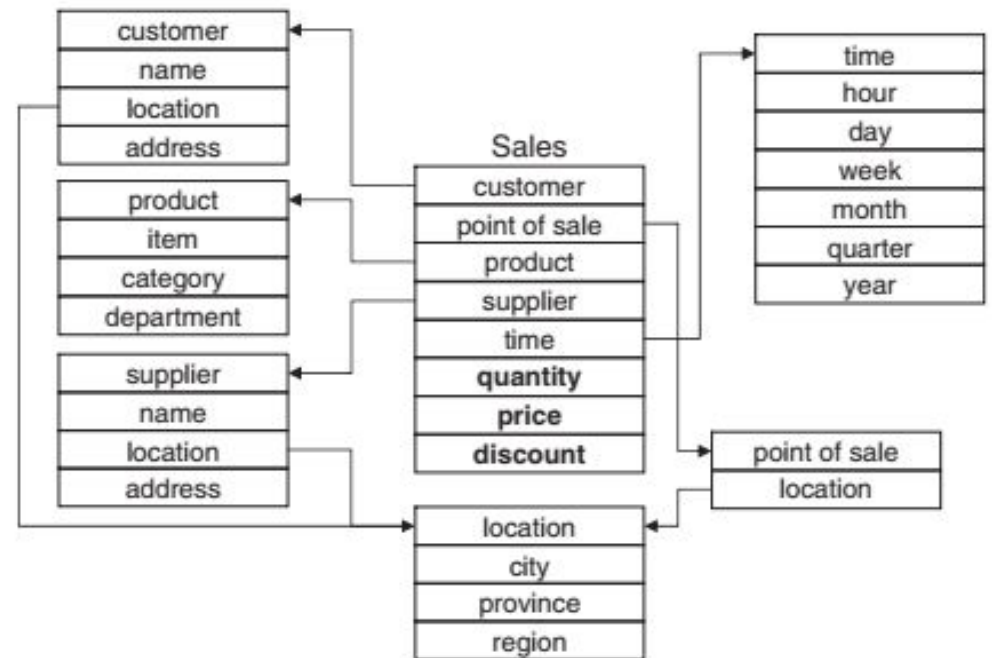 customer
name
location
address
product
item
category
department
supplier
name
location
address
Sales
customer
point of sale
product
supplier
time
quantity
price
discount
location
city
province
region
time
hour
day
week
month
quarter
year
point of sale
location